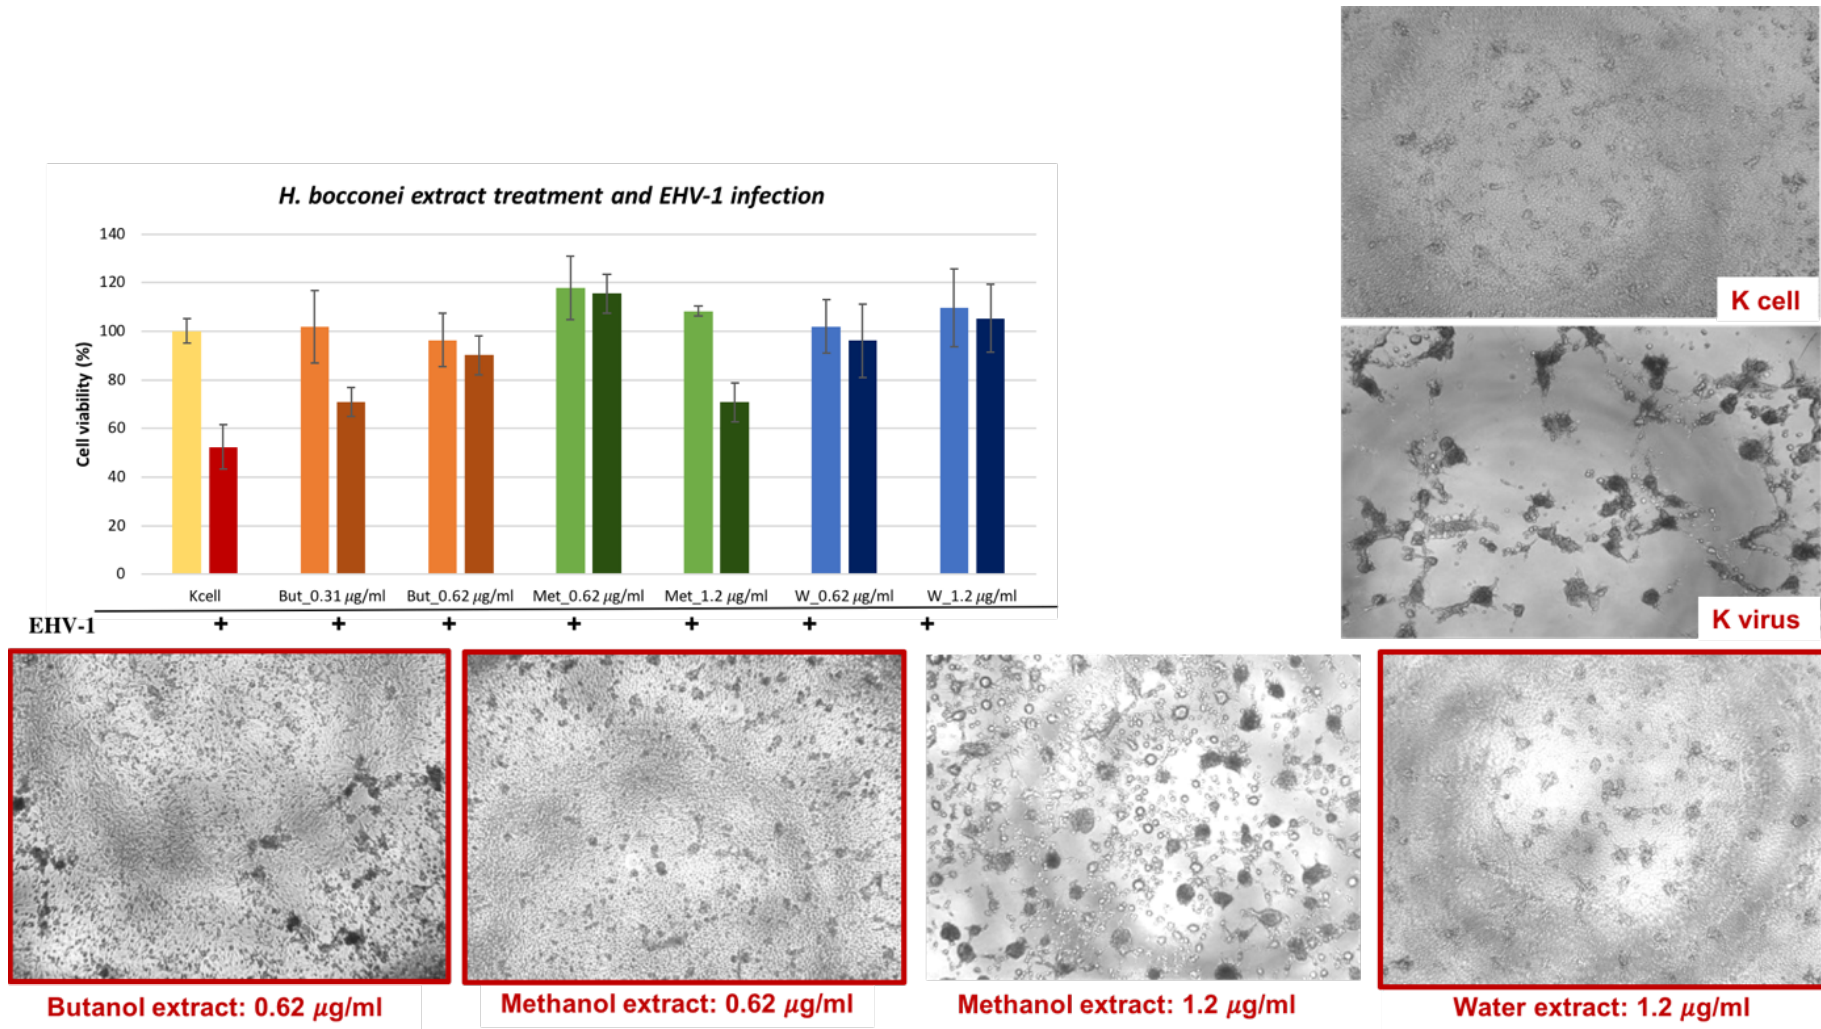 H. bocconei extract treatment and EHV-1 infection
Cell viability (%)
140
120
100
80
60
40
20
0
Kcell But_0.31 μg/ml But_0.62 μg/ml Met_0.62 μg/ml Met_1.2 μg/ml W_0.62 μg/ml W_1.2 μg/ml
EHV-1 + + + + + + +
K cell
K virus
Butanol extract: 0.62 μg/ml
Methanol extract: 0.62 μg/ml
Methanol extract: 1.2 μg/ml
Water extract: 1.2 μg/ml